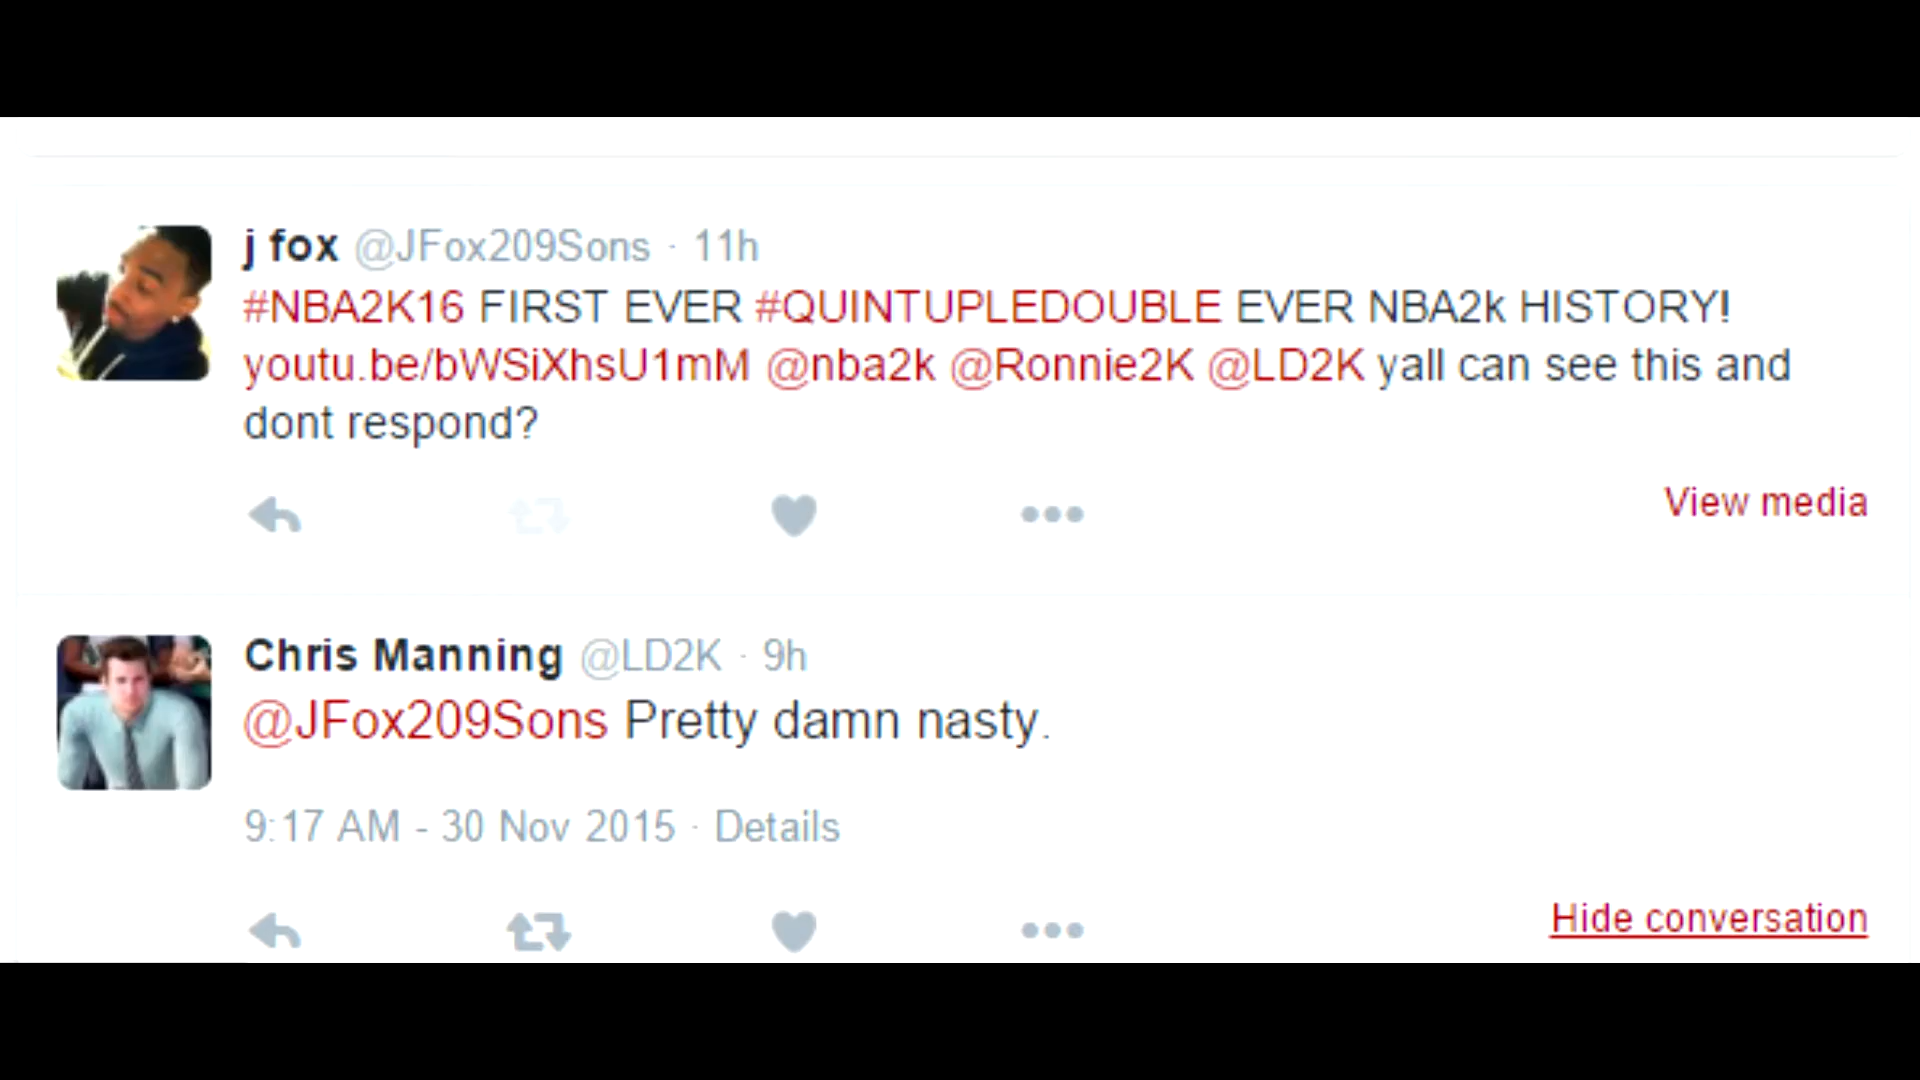 j fox @JFox209Sons · 11h
#NBA2K16 FIRST EVER #QUINTUPLEDOUBLE EVER NBA2k HISTORY!
youtu.be/bWSiXhsU1mM @nba2k @Ronnie2K @LD2K yall can see this and
dont respond?
View media
Chris Manning @LD2K · 9h
@JFox209Sons Pretty damn nasty.
9:17 AM - 30 Nov 2015 · Details
Hide conversation